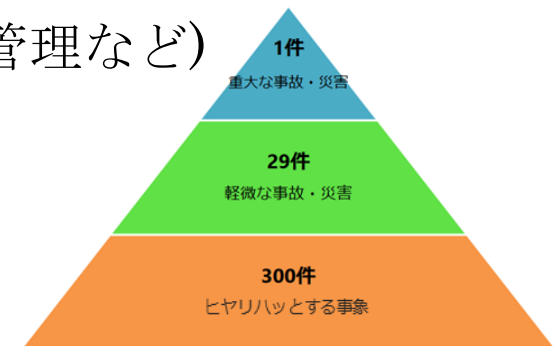 管理など)
1件
重大な事故・災害
29件
軽微な事故・災害
300件
ヒヤリハッとする事象